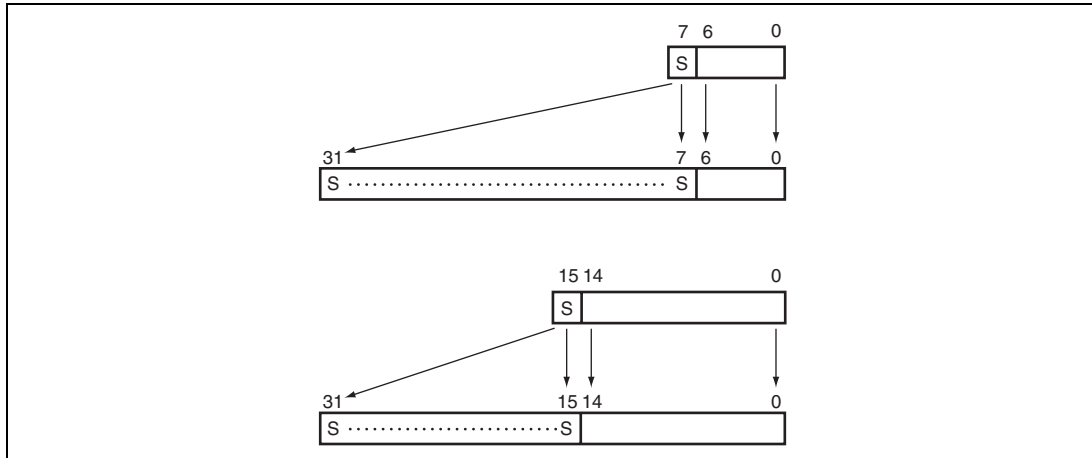 7 6 0
S
31 7 6 0
S ........................................ S
15 14 0
S
31 15 14 0
S ...........................S